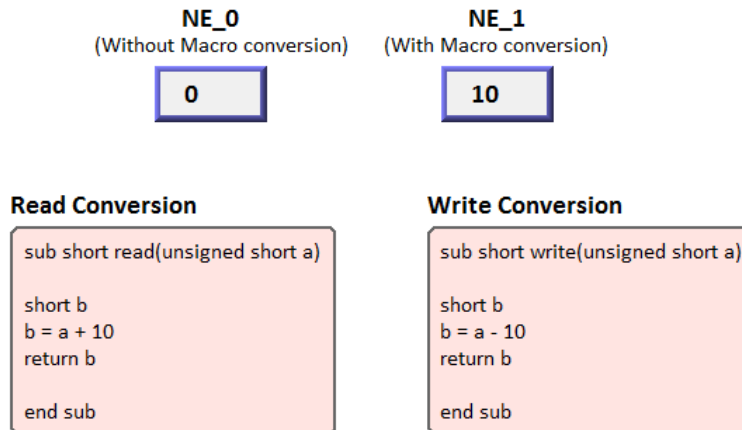 NE_0
(Without Macro conversion)
NE_1
(With Macro conversion)
0
10
Read Conversion
sub short read(unsigned short a)
short b
b = a + 10
return b
end sub
Write Conversion
sub short write(unsigned short a)
short b
b = a - 10
return b
end sub